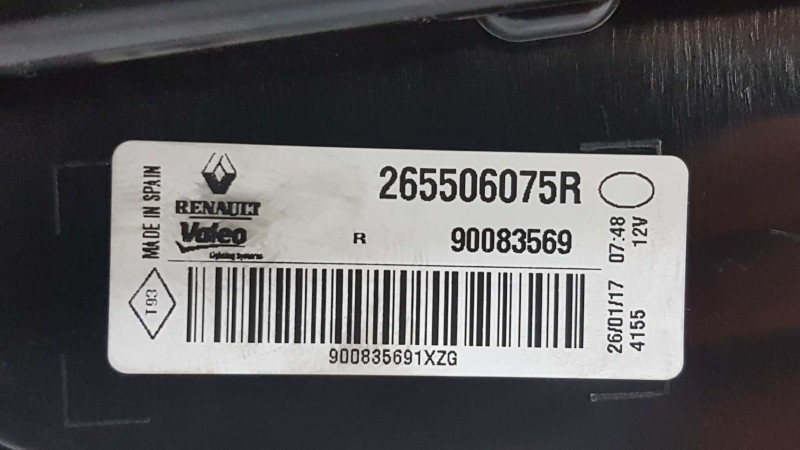 MADE IN SPAIN
RENAULT
Valeo
Lighting Systems
265506075R
R
90083569
T93
900835691XZG
26/01/17 07:48
4155 12V